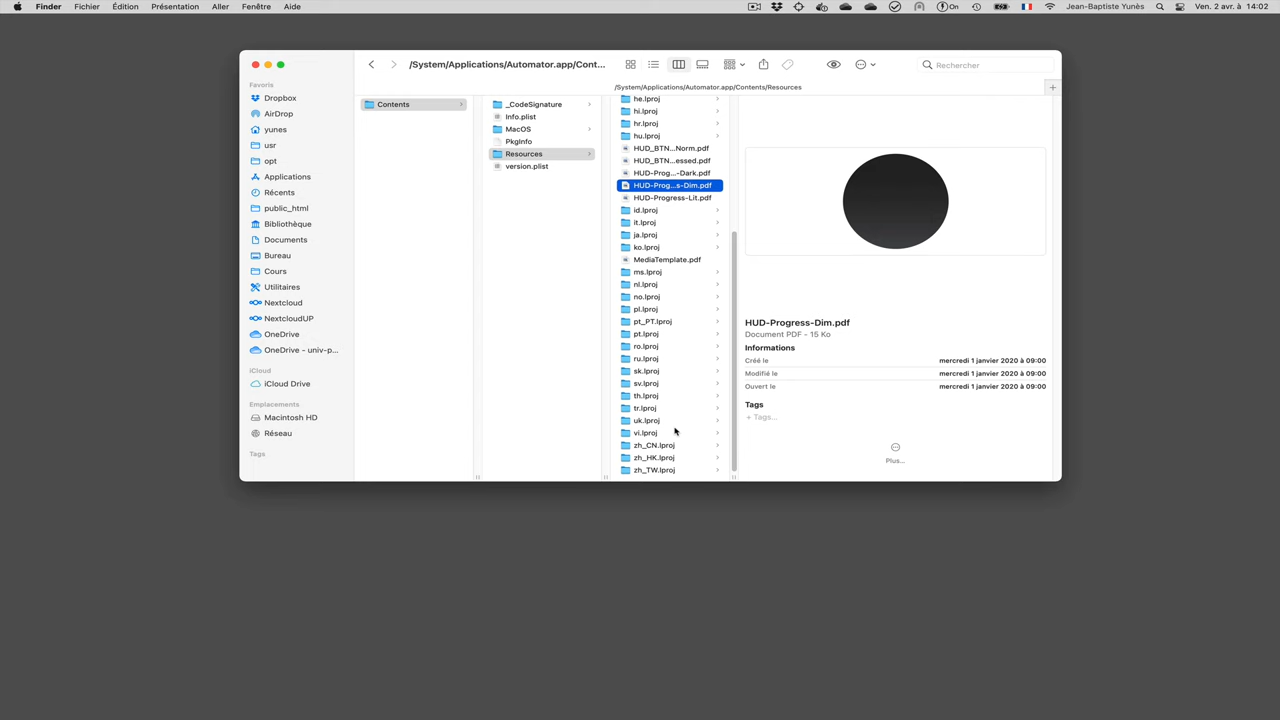 Finder Fichier Édition Présentation Aller Fenêtre Aide On Jean-Baptiste Yunès Ven. 2 avr. à 14:02
/System/Applications/Automator.app/Cont... Rechercher
/System/Applications/Automator.app/Contents/Resources
Favoris
Dropbox
AirDrop
yunes
usr
opt
Applications
Récents
public_html
Bibliothèque
Documents
Bureau
Cours
Utilitaires
Nextcloud
NextcloudUP
OneDrive
OneDrive - univ-p...
iCloud
iCloud Drive
Emplacements
Macintosh HD
Réseau
Tags
Contents
_CodeSignature
Info.plist
MacOS
PkgInfo
Resources
version.plist
he.lproj
hi.lproj
hr.lproj
hu.lproj
HUD_BTN...Norm.pdf
HUD_BTN...essed.pdf
HUD-Prog...-Dark.pdf
HUD-Prog...s-Dim.pdf
HUD-Progress-Lit.pdf
id.lproj
it.lproj
ja.lproj
ko.lproj
MediaTemplate.pdf
ms.lproj
nl.lproj
no.lproj
pl.lproj
pt_PT.lproj
pt.lproj
ro.lproj
ru.lproj
sk.lproj
sv.lproj
th.lproj
tr.lproj
uk.lproj
vi.lproj
zh_CN.lproj
zh_HK.lproj
zh_TW.lproj
HUD-Progress-Dim.pdf
Document PDF - 15 Ko
Informations
Créé le mercredi 1 janvier 2020 à 09:00
Modifié le mercredi 1 janvier 2020 à 09:00
Ouvert le mercredi 1 janvier 2020 à 09:00
Tags
+ Tags...
Plus...